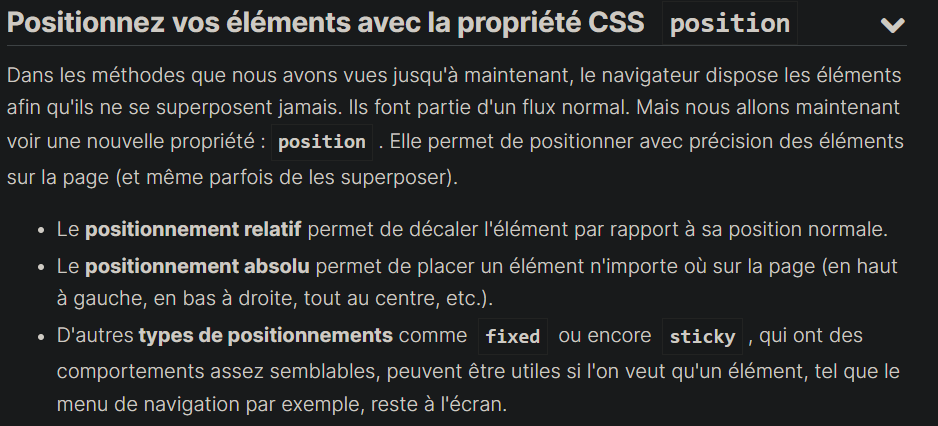 Positionnez vos éléments avec la propriété CSS position
Dans les méthodes que nous avons vues jusqu'à maintenant, le navigateur dispose les éléments
afin qu'ils ne se superposent jamais. Ils font partie d'un flux normal. Mais nous allons maintenant
voir une nouvelle propriété : position . Elle permet de positionner avec précision des éléments
sur la page (et même parfois de les superposer).
• Le positionnement relatif permet de décaler l'élément par rapport à sa position normale.
• Le positionnement absolu permet de placer un élément n'importe où sur la page (en haut
à gauche, en bas à droite, tout au centre, etc.).
• D'autres types de positionnements comme fixed ou encore sticky , qui ont des
comportements assez semblables, peuvent être utiles si l'on veut qu'un élément, tel que le
menu de navigation par exemple, reste à l'écran.